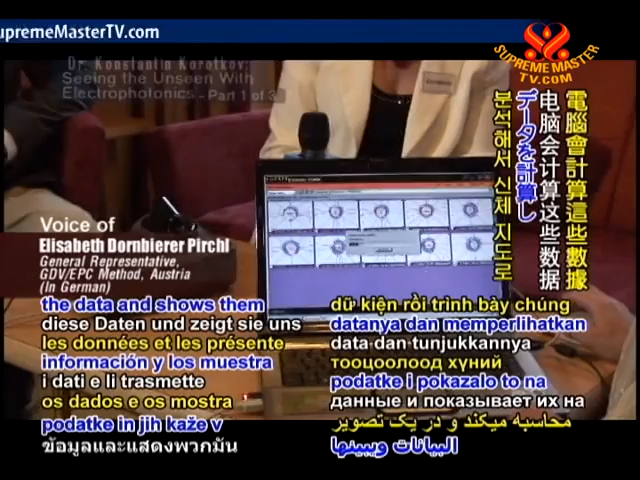 upremeMasterTV.com
SUPREME MASTER
TV.COM
Dr. Konstantin Korotkov:
Seeing the Unseen With
Electrophotonics - Part 1 of 3
電腦會計算這些數據
电脑会计算这些数据
データを計算し
분석해서 신체 지도로
Voice of
Elisabeth Dornbierer Pirchl
General Representative,
GDV/EPC Method, Austria
(In German)
the data and shows them
diese Daten und zeigt sie uns
les données et les présente
información y los muestra
i dati e li trasmette
os dados e os mostra
podatke in jih kaže v
ข้อมูลและแสดงพวกมัน
dữ kiện rồi trình bày chúng
datanya dan memperlihatkan
data dan tunjukkannya
тооцоолоод хүний
podatke i pokazalo to na
данные и показывает их на
محاسبه میکند و در یک تصویر
البيانات ويبينها